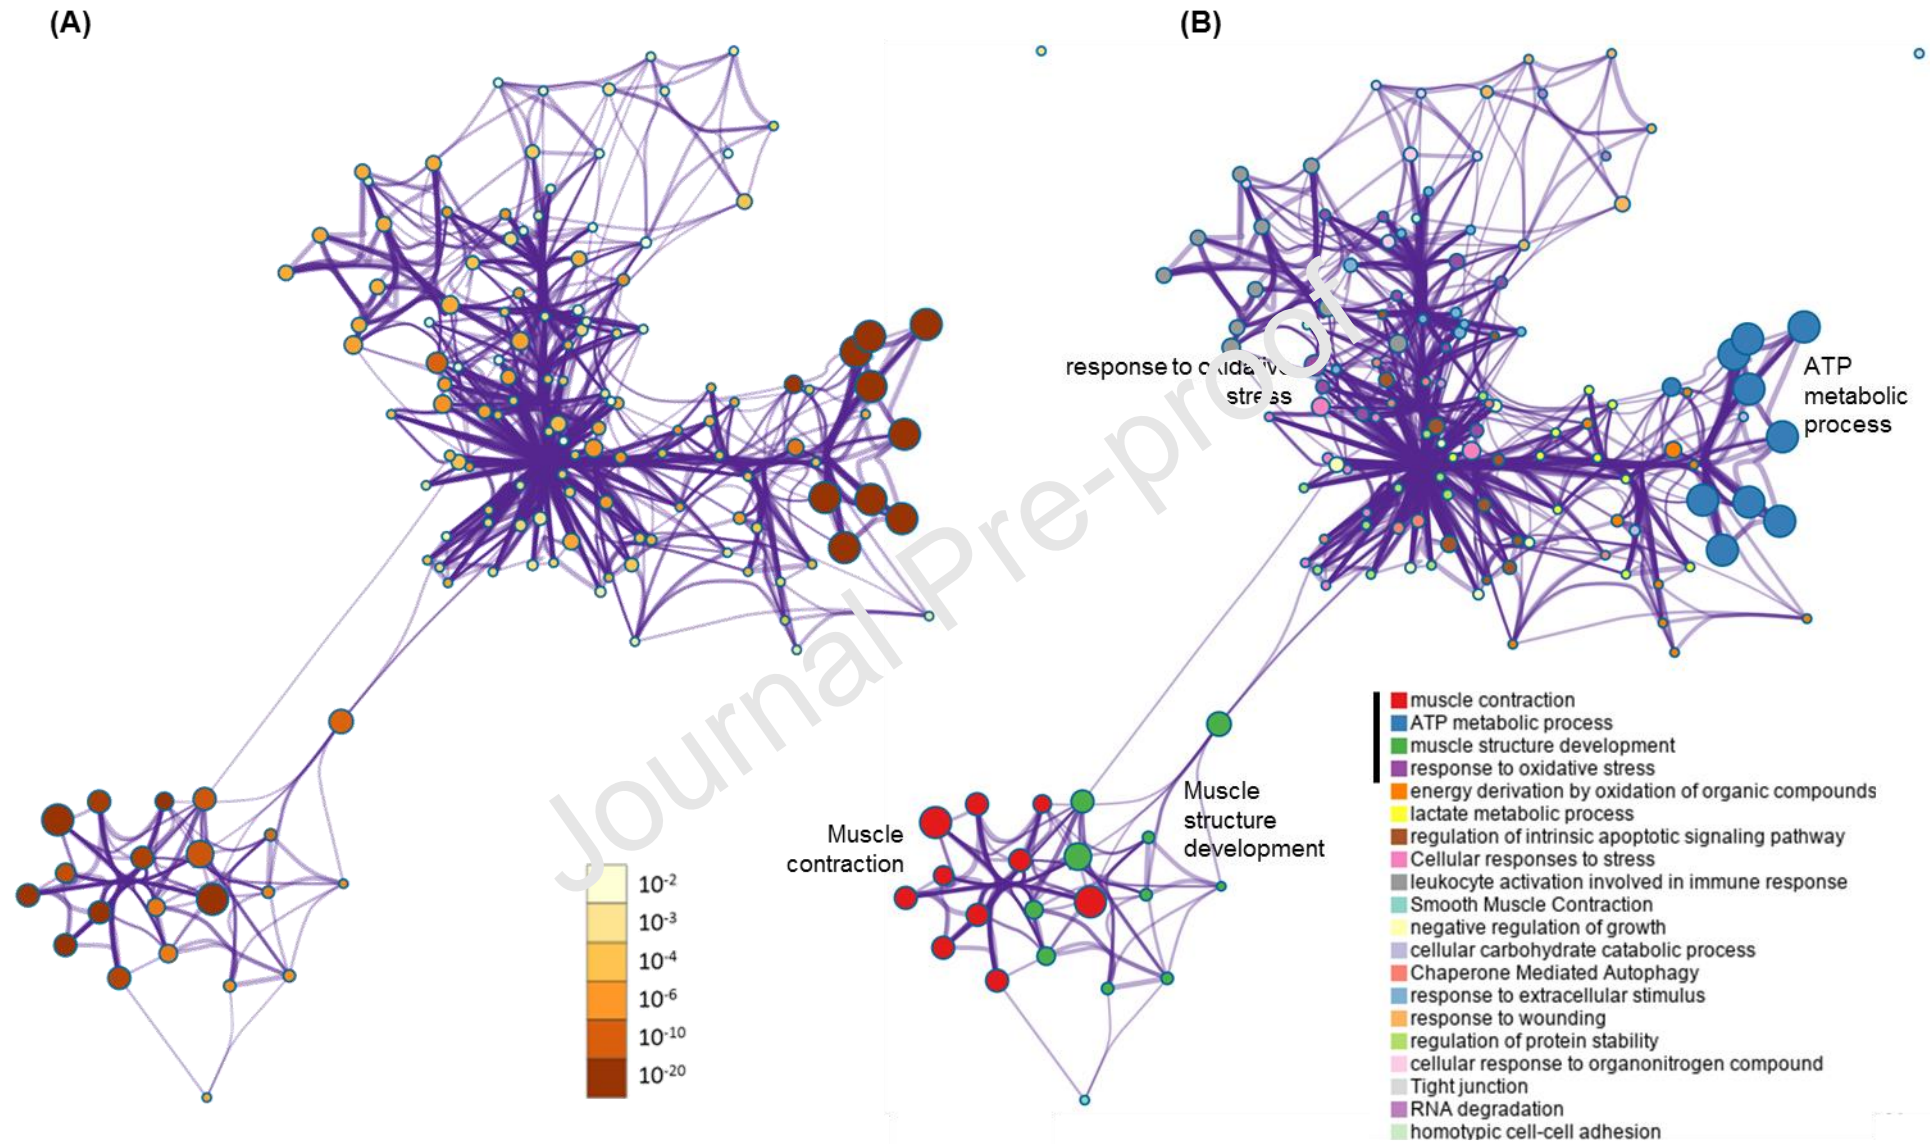 (A)
(B)
response to oxidative
stress
ATP
metabolic
process
Muscle
contraction
Muscle
structure
development
10-2
10-3
10-4
10-6
10-10
10-20
muscle contraction
ATP metabolic process
muscle structure development
response to oxidative stress
energy derivation by oxidation of organic compounds
lactate metabolic process
regulation of intrinsic apoptotic signaling pathway
Cellular responses to stress
leukocyte activation involved in immune response
Smooth Muscle Contraction
negative regulation of growth
cellular carbohydrate catabolic process
Chaperone Mediated Autophagy
response to extracellular stimulus
response to wounding
regulation of protein stability
cellular response to organonitrogen compound
Tight junction
RNA degradation
homotypic cell-cell adhesion
Journal Pre-proof